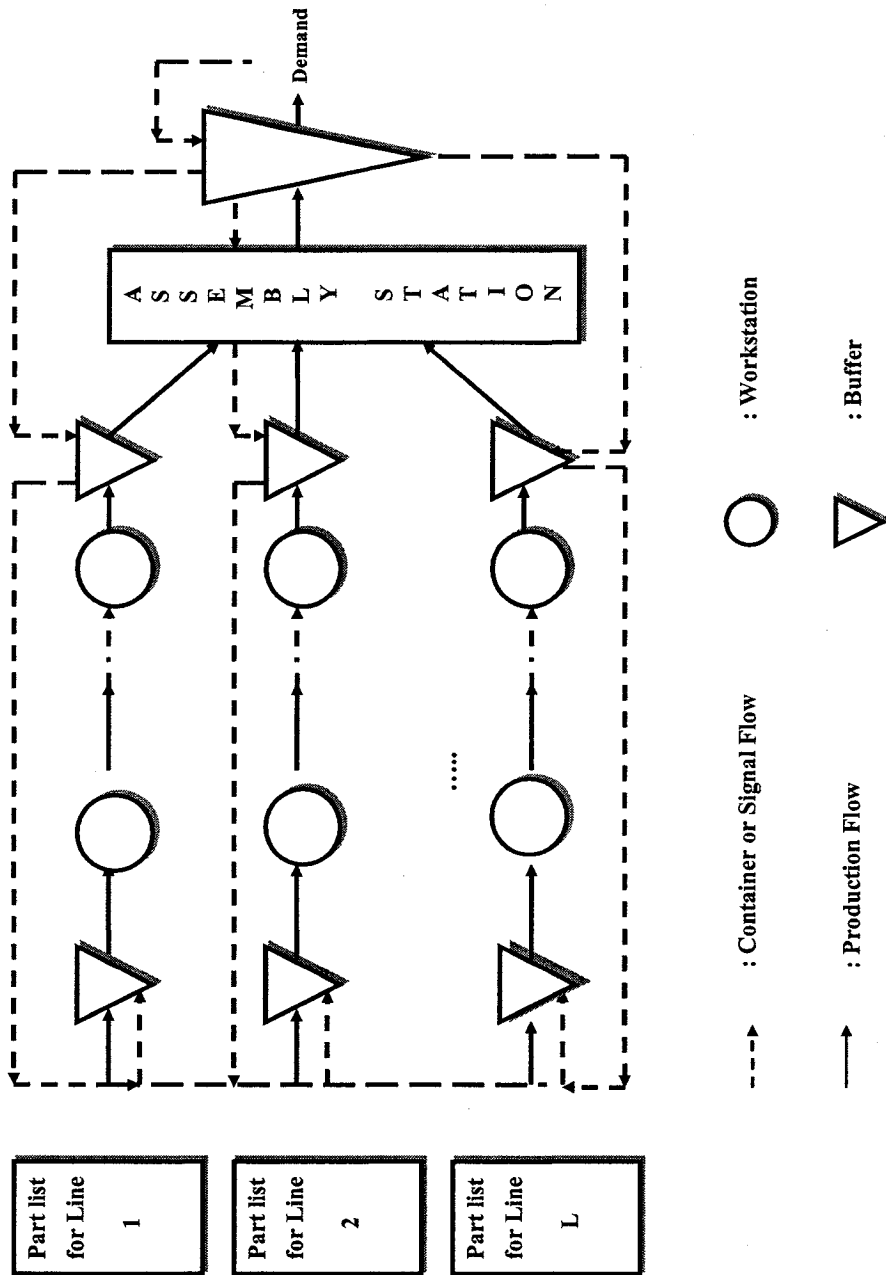 Part list
for Line
1
Part list
for Line
2
Part list
for Line
L
.....
ASSEMBLY STATION
Demand
: Container or Signal Flow
: Workstation
: Production Flow
: Buffer